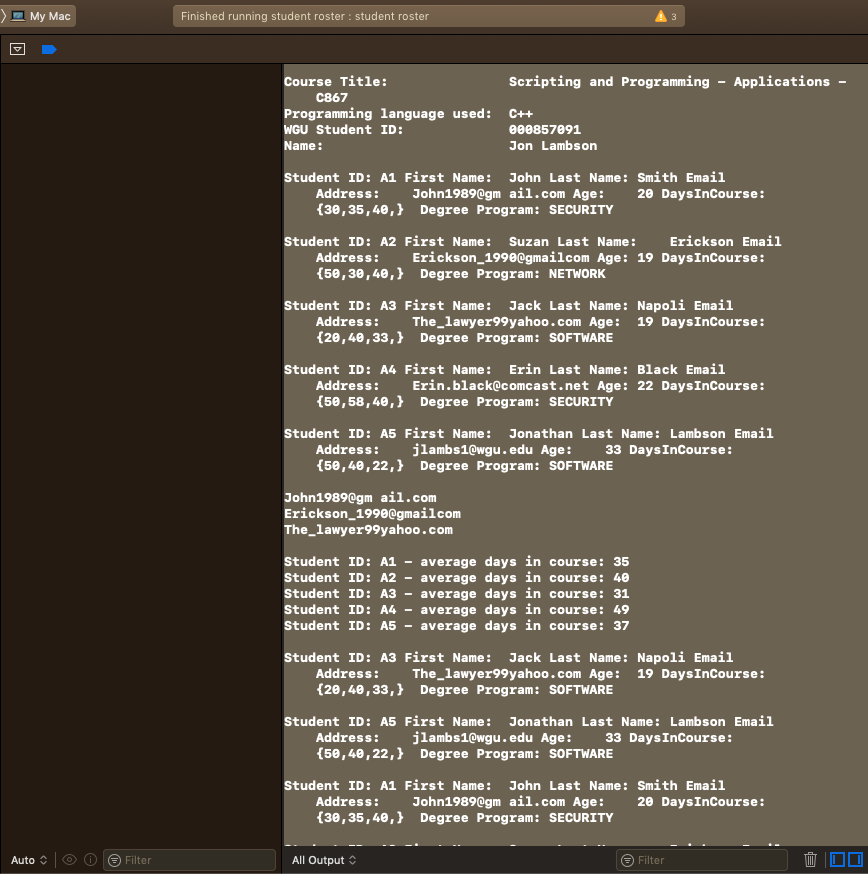 My Mac
Finished running student roster : student roster
3
Course Title: Scripting and Programming – Applications –
C867
Programming language used: C++
WGU Student ID: 000857091
Name: Jon Lambson
Student ID: A1 First Name: John Last Name: Smith Email
Address: John1989@gm ail.com Age: 20 DaysInCourse:
{30,35,40,} Degree Program: SECURITY
Student ID: A2 First Name: Suzan Last Name: Erickson Email
Address: Erickson_1990@gmailcom Age: 19 DaysInCourse:
{50,30,40,} Degree Program: NETWORK
Student ID: A3 First Name: Jack Last Name: Napoli Email
Address: The_lawyer99yahoo.com Age: 19 DaysInCourse:
{20,40,33,} Degree Program: SOFTWARE
Student ID: A4 First Name: Erin Last Name: Black Email
Address: Erin.black@comcast.net Age: 22 DaysInCourse:
{50,58,40,} Degree Program: SECURITY
Student ID: A5 First Name: Jonathan Last Name: Lambson Email
Address: jlambs1@wgu.edu Age: 33 DaysInCourse:
{50,40,22,} Degree Program: SOFTWARE
John1989@gm ail.com
Erickson_1990@gmailcom
The_lawyer99yahoo.com
Student ID: A1 – average days in course: 35
Student ID: A2 – average days in course: 40
Student ID: A3 – average days in course: 31
Student ID: A4 – average days in course: 49
Student ID: A5 – average days in course: 37
Student ID: A3 First Name: Jack Last Name: Napoli Email
Address: The_lawyer99yahoo.com Age: 19 DaysInCourse:
{20,40,33,} Degree Program: SOFTWARE
Student ID: A5 First Name: Jonathan Last Name: Lambson Email
Address: jlambs1@wgu.edu Age: 33 DaysInCourse:
{50,40,22,} Degree Program: SOFTWARE
Student ID: A1 First Name: John Last Name: Smith Email
Address: John1989@gm ail.com Age: 20 DaysInCourse:
{30,35,40,} Degree Program: SECURITY
Auto
Filter
All Output
Filter